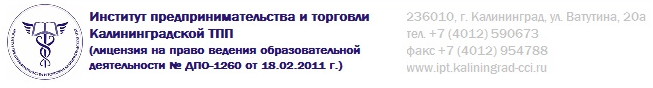 Институт предпринимательства и торговли
Калининградской ТПП
(лицензия на право ведения образовательной
деятельности № ДПО-1260 от 18.02.2011 г.)
236010, г. Калининград, ул. Ватутина, 20а
тел. +7 (4012) 590673
факс +7 (4012) 954788
www.ipt.kaliningrad-cci.ru